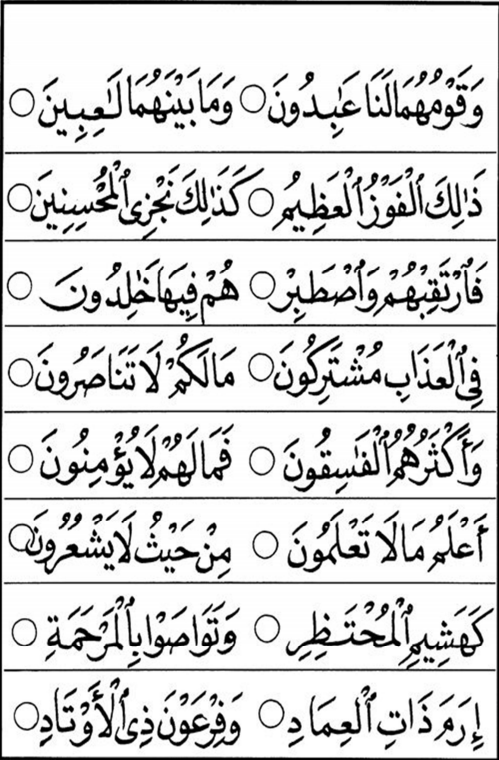 وَقَوْمُهُمَا لَنَا عَٰبِدُونَ ○ وَمَا بَيْنَهُمَا لَٰعِبِينَ ○
ذَٰلِكَ ٱلْفَوْزُ ٱلْعَظِيمُ ○ كَذَٰلِكَ نَجْزِى ٱلْمُحْسِنِينَ ○
فَٱرْتَقِبْهُمْ وَٱصْطَبِرْ ○ هُمْ فِيهَا خَٰلِدُونَ ○
فِى ٱلْعَذَابِ مُشْتَرِكُونَ ○ مَا لَكُمْ لَا تَنَاصَرُونَ ○
وَأَكْثَرُهُمُ ٱلْفَٰسِقُونَ ○ فَمَا لَهُمْ لَا يُؤْمِنُونَ ○
أَعْلَمُ مَا لَا تَعْلَمُونَ ○ مِنْ حَيْثُ لَا يَشْعُرُونَ ○
كَهَشِيمِ ٱلْمُحْتَظِرِ ○ وَتَوَاصَوْا۟ بِٱلْمَرْحَمَةِ ○
إِرَمَ ذَاتِ ٱلْعِمَادِ ○ وَفِرْعَوْنَ ذِى ٱلْأَوْتَادِ ○